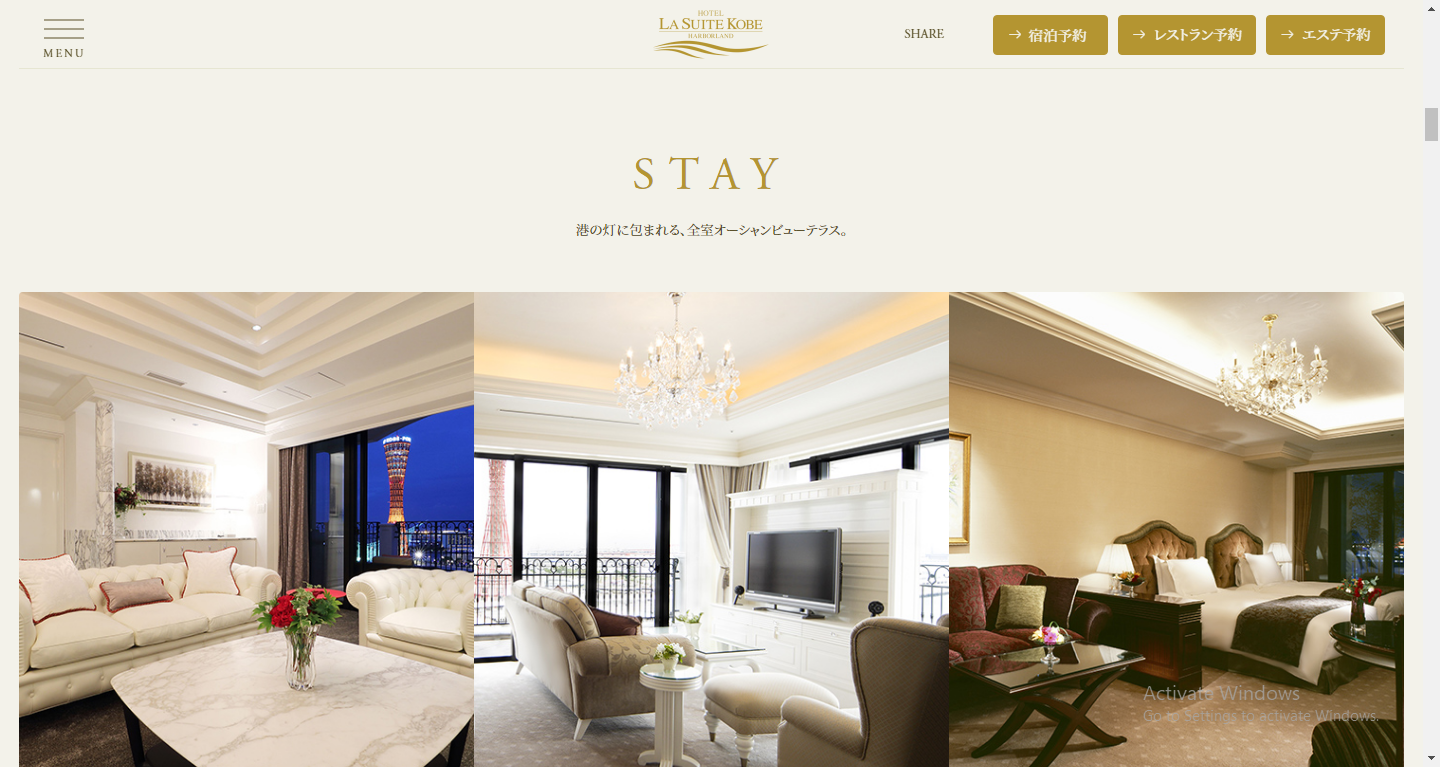 MENU
HOTEL
LA SUITE KOBE
HARBORLAND
SHARE
→ 宿泊予約
→ レストラン予約
→ エステ予約
STAY
港の灯に包まれる、全室オーシャンビューテラス。
Activate Windows
Go to Settings to activate Windows.